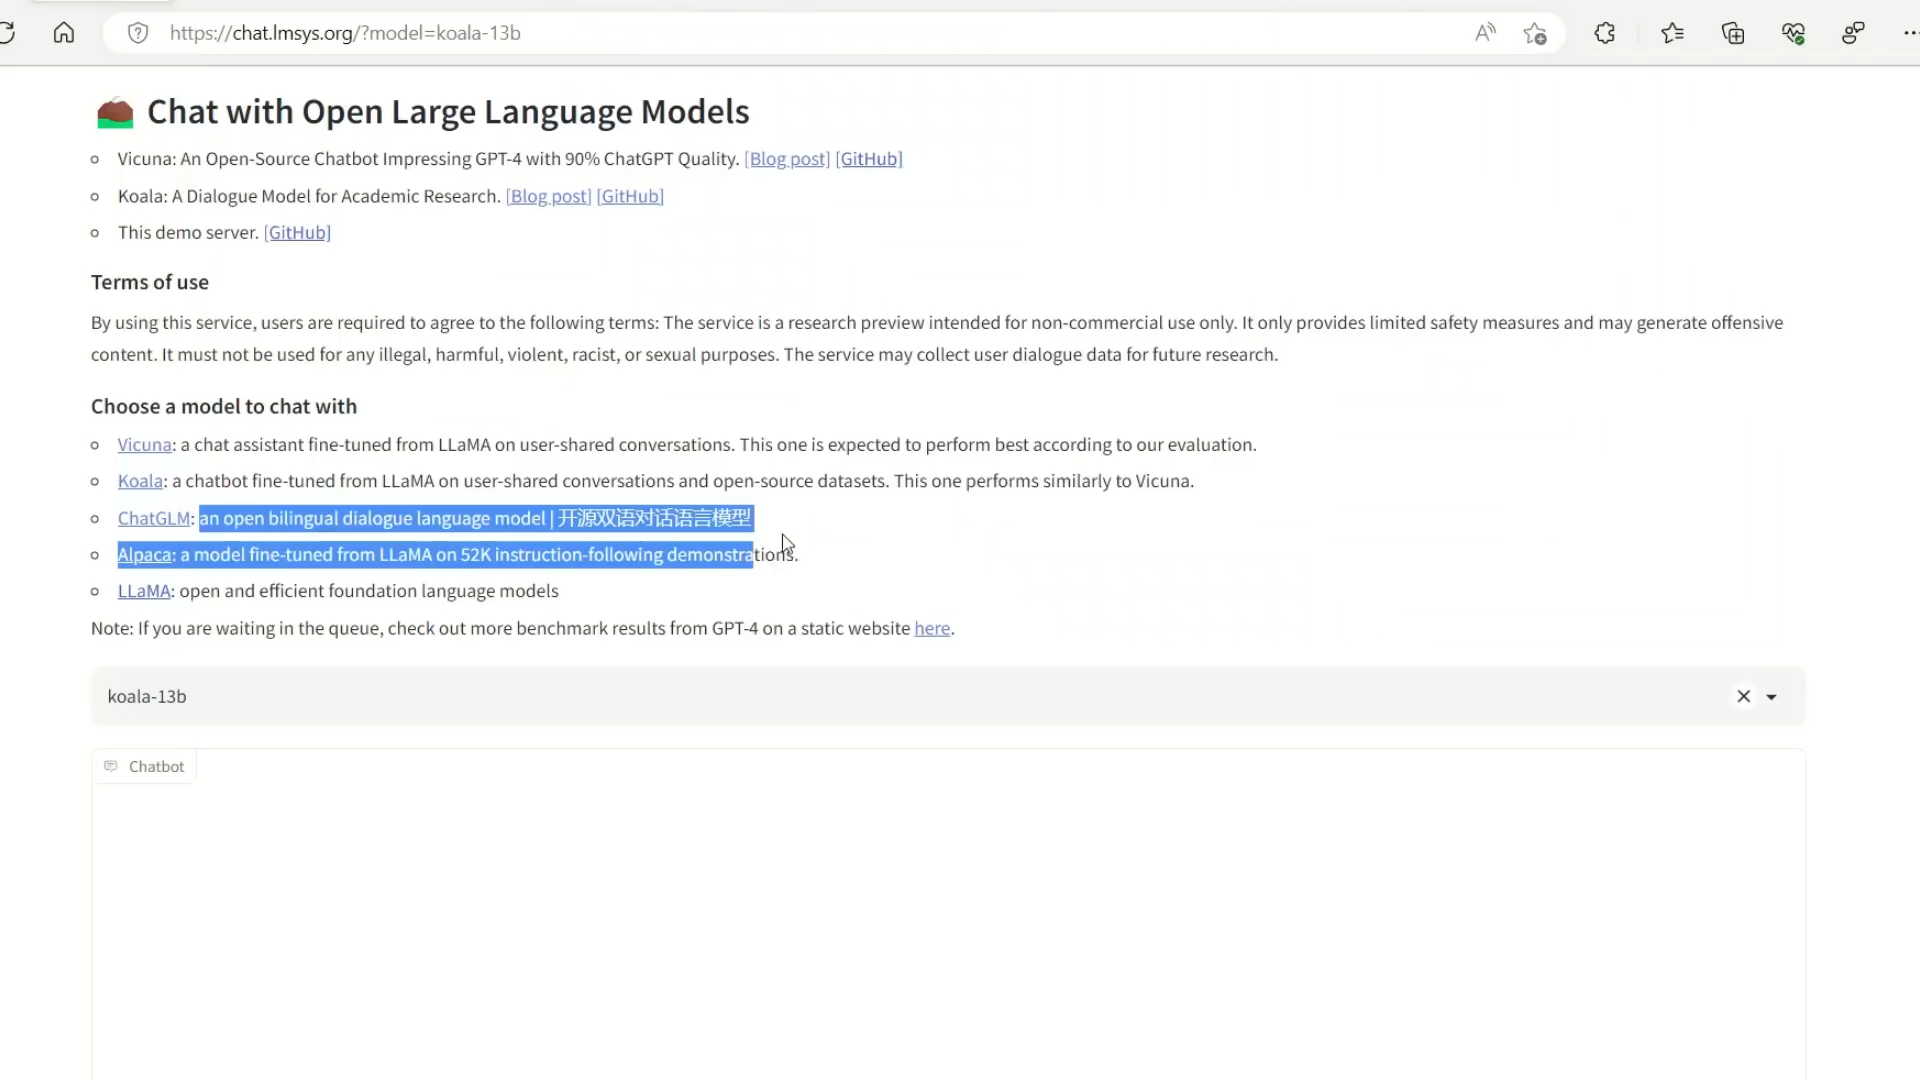 https://chat.lmsys.org/?model=koala-13b
Chat with Open Large Language Models
Vicuna: An Open-Source Chatbot Impressing GPT-4 with 90% ChatGPT Quality. [Blog post] [GitHub]
Koala: A Dialogue Model for Academic Research. [Blog post] [GitHub]
This demo server. [GitHub]
Terms of use
By using this service, users are required to agree to the following terms: The service is a research preview intended for non-commercial use only. It only provides limited safety measures and may generate offensive
content. It must not be used for any illegal, harmful, violent, racist, or sexual purposes. The service may collect user dialogue data for future research.
Choose a model to chat with
Vicuna: a chat assistant fine-tuned from LLaMA on user-shared conversations. This one is expected to perform best according to our evaluation.
Koala: a chatbot fine-tuned from LLaMA on user-shared conversations and open-source datasets. This one performs similarly to Vicuna.
ChatGLM: an open bilingual dialogue language model | 开源双语对话语言模型
Alpaca: a model fine-tuned from LLaMA on 52K instruction-following demonstrations.
LLaMA: open and efficient foundation language models
Note: If you are waiting in the queue, check out more benchmark results from GPT-4 on a static website here.
koala-13b
Chatbot